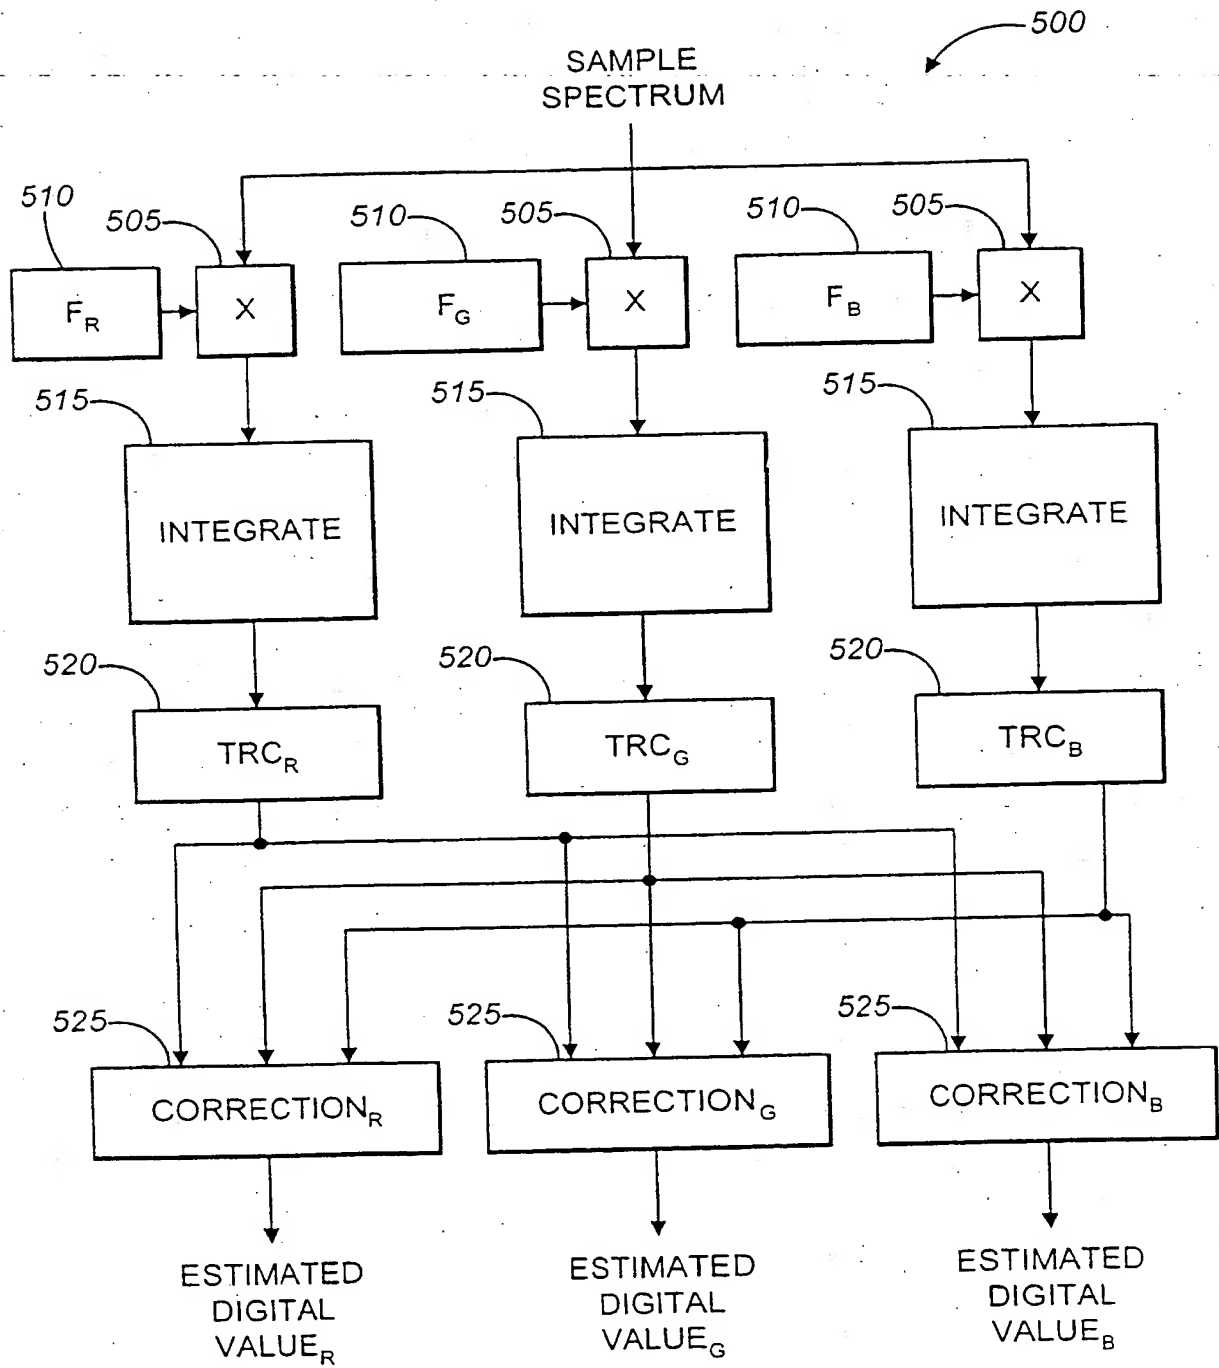 500
SAMPLE
SPECTRUM
510
505
510
505
510
505
F_R
X
F_G
X
F_B
X
515
515
515
INTEGRATE
INTEGRATE
INTEGRATE
520
520
520
TRC_R
TRC_G
TRC_B
525
525
525
CORRECTION_R
CORRECTION_G
CORRECTION_B
ESTIMATED
DIGITAL
VALUE_R
ESTIMATED
DIGITAL
VALUE_G
ESTIMATED
DIGITAL
VALUE_B